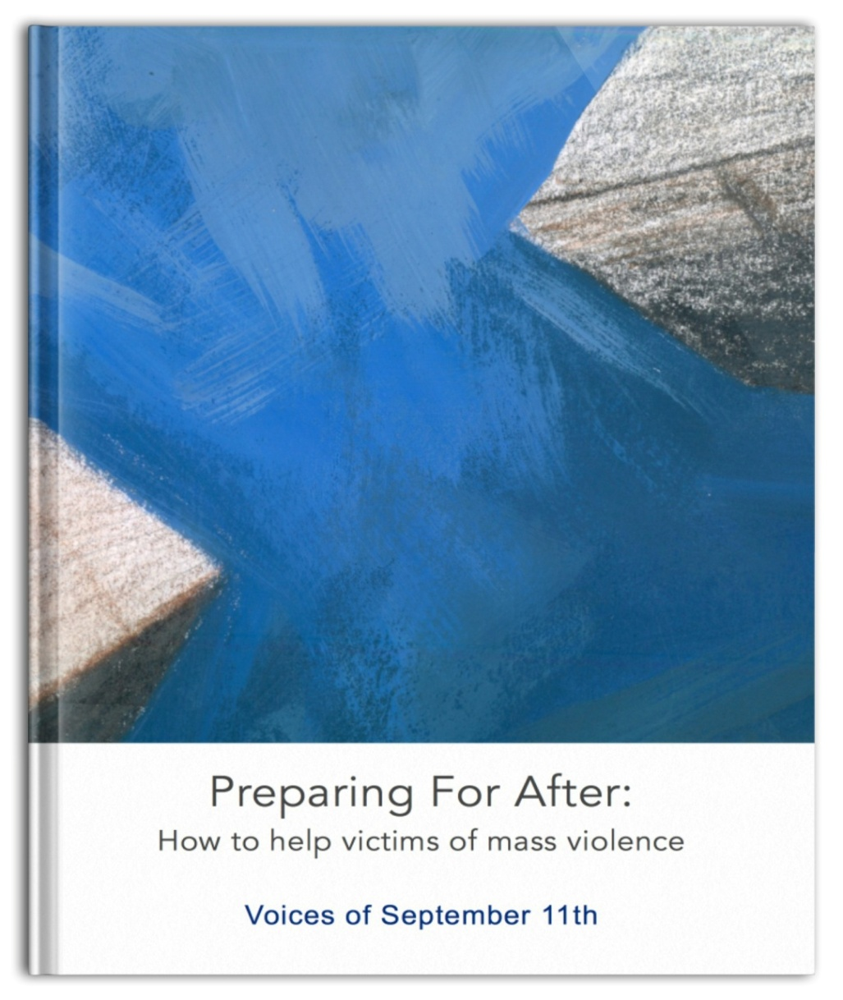 Preparing For After:
How to help victims of mass violence
Voices of September 11th